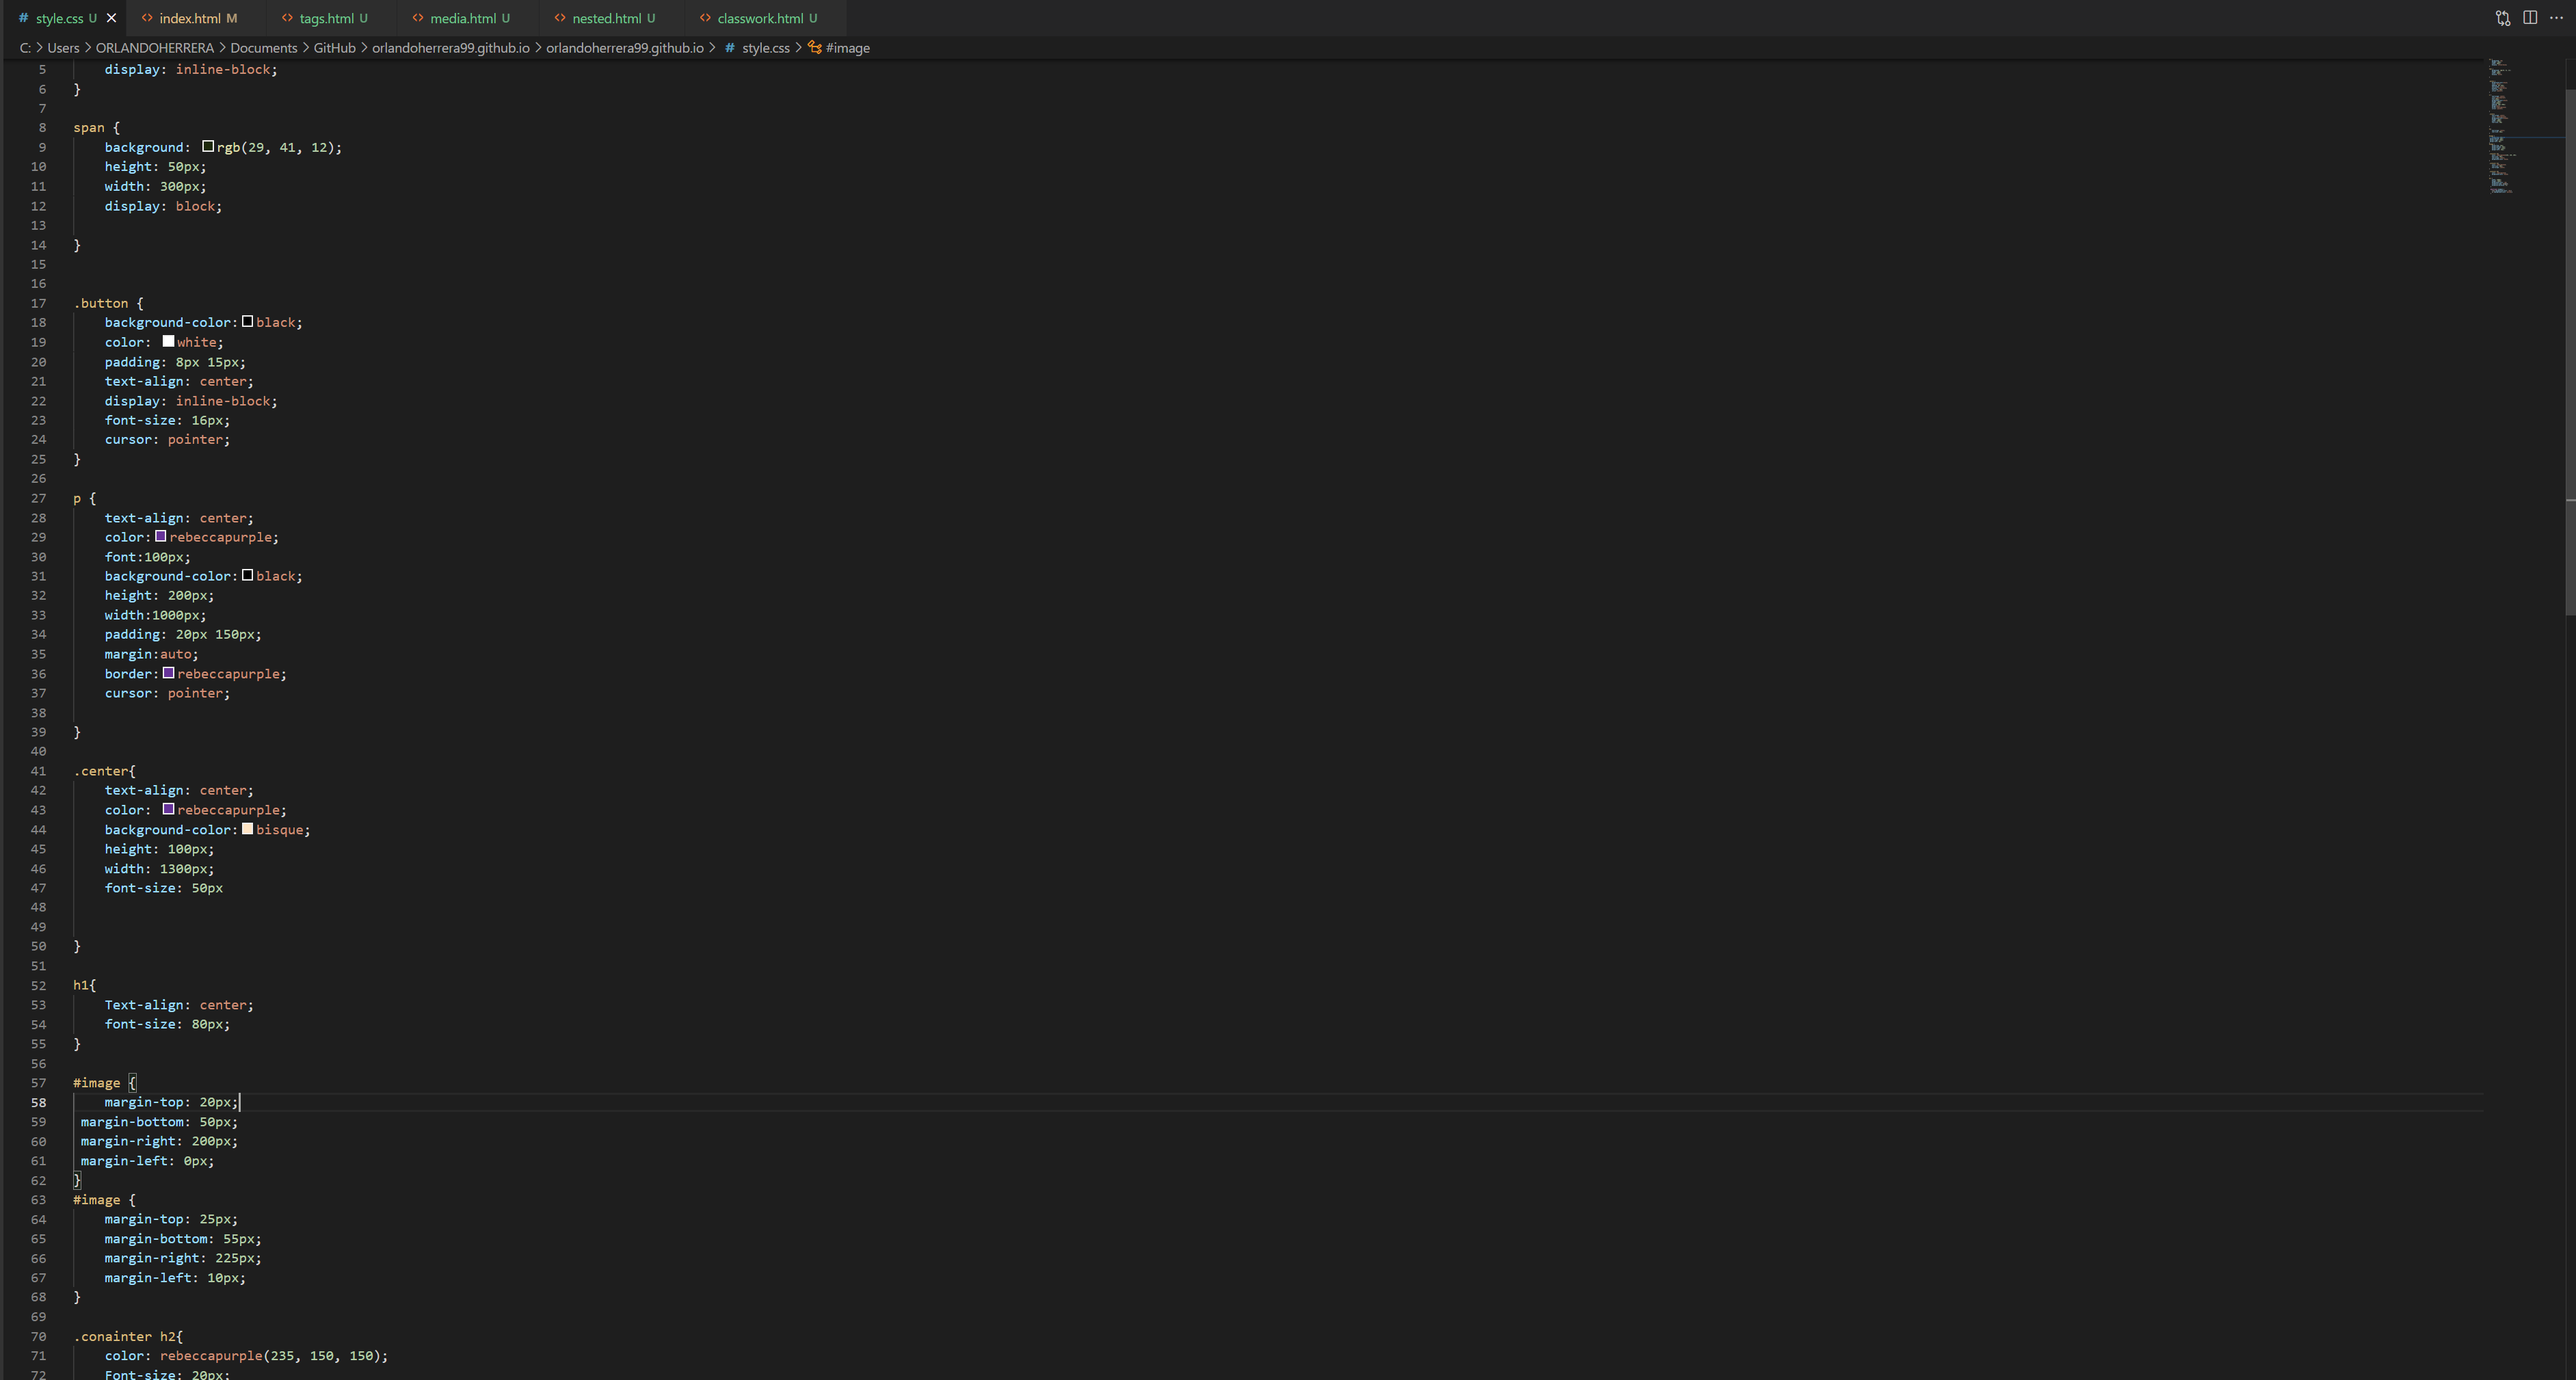 # style.css U × <> index.html M <> tags.html U <> media.html U <> nested.html U <> classwork.html U ...
C: > Users > ORLANDOHERRERA > Documents > GitHub > orlandoherrera99.github.io > orlandoherrera99.github.io > # style.css > #image
5 display: inline-block;
6 }
7
8 span {
9 background: rgb(29, 41, 12);
10 height: 50px;
11 width: 300px;
12 display: block;
13
14 }
15
16
17 .button {
18 background-color: black;
19 color: white;
20 padding: 8px 15px;
21 text-align: center;
22 display: inline-block;
23 font-size: 16px;
24 cursor: pointer;
25 }
26
27 p {
28 text-align: center;
29 color: rebeccapurple;
30 font:100px;
31 background-color: black;
32 height: 200px;
33 width:1000px;
34 padding: 20px 150px;
35 margin:auto;
36 border: rebeccapurple;
37 cursor: pointer;
38
39 }
40
41 .center{
42 text-align: center;
43 color: rebeccapurple;
44 background-color: bisque;
45 height: 100px;
46 width: 1300px;
47 font-size: 50px
48
49
50 }
51
52 h1{
53 Text-align: center;
54 font-size: 80px;
55 }
56
57 #image {
58 margin-top: 20px;
59 margin-bottom: 50px;
60 margin-right: 200px;
61 margin-left: 0px;
62 }
63 #image {
64 margin-top: 25px;
65 margin-bottom: 55px;
66 margin-right: 225px;
67 margin-left: 10px;
68 }
69
70 .conainter h2{
71 color: rebeccapurple(235, 150, 150);
72 Font-size: 20px;